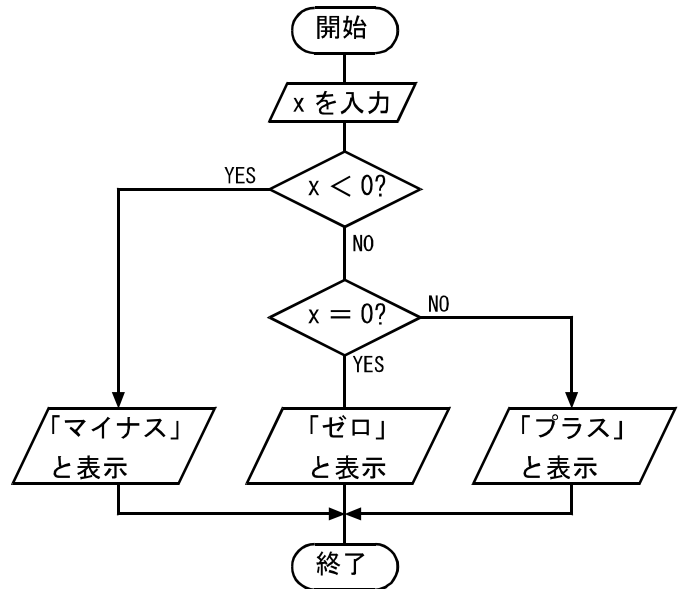 開始
x を入力
YES
x < 0?
NO
x = 0?
NO
YES
「マイナス」
と表示
「ゼロ」
と表示
「プラス」
と表示
終了